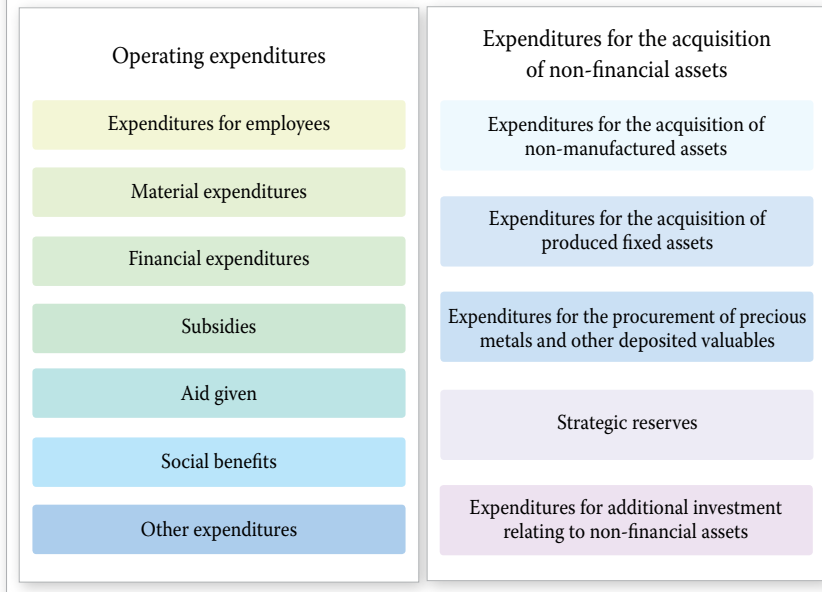 Operating expenditures
Expenditures for employees
Material expenditures
Financial expenditures
Subsidies
Aid given
Social benefits
Other expenditures
Expenditures for the acquisition
of non-financial assets
Expenditures for the acquisition of
non-manufactured assets
Expenditures for the acquisition of
produced fixed assets
Expenditures for the procurement of precious
metals and other deposited valuables
Strategic reserves
Expenditures for additional investment
relating to non-financial assets